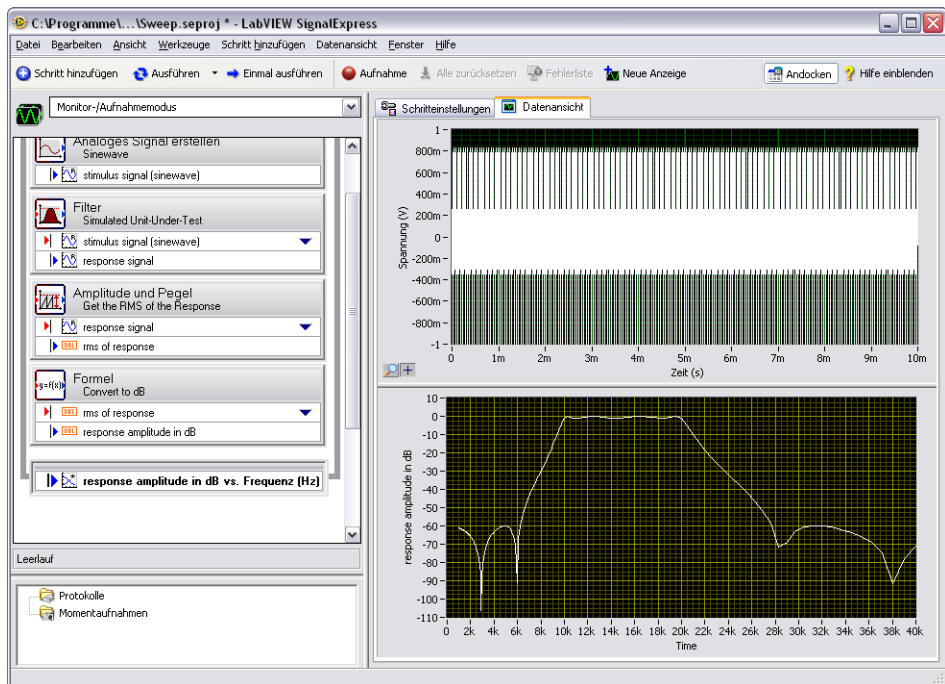 C:\Programme\...\Sweep.seproj * - LabVIEW SignalExpress
Datei Bearbeiten Ansicht Werkzeuge Schritt hinzufügen Datenansicht Fenster Hilfe
Schritt hinzufügen Ausführen Einmal ausführen Aufnahme Alle zurücksetzen Fehlerliste Neue Anzeige Andocken Hilfe einblenden
Monitor-/Aufnahmemodus
Analoges Signal erstellen
Sinewave
stimulus signal (sinewave)
Filter
Simulated Unit-Under-Test
stimulus signal (sinewave)
response signal
Amplitude und Pegel
Get the RMS of the Response
response signal
DBL rms of response
y=f(x)
Formel
Convert to dB
DBL rms of response
DBL response amplitude in dB
response amplitude in dB vs. Frequenz (Hz)
Leerlauf
Protokolle
Momentaufnahmen
Schritteinstellungen Datenansicht
Spannung (V)
1
800m
600m
400m
200m
0
-200m
-400m
-600m
-800m
-1
0 1m 2m 3m 4m 5m 6m 7m 8m 9m 10m
Zeit (s)
response amplitude in dB
10
0
-10
-20
-30
-40
-50
-60
-70
-80
-90
-100
-110
0 2k 4k 6k 8k 10k 12k 14k 16k 18k 20k 22k 24k 26k 28k 30k 32k 34k 36k 38k 40k
Time